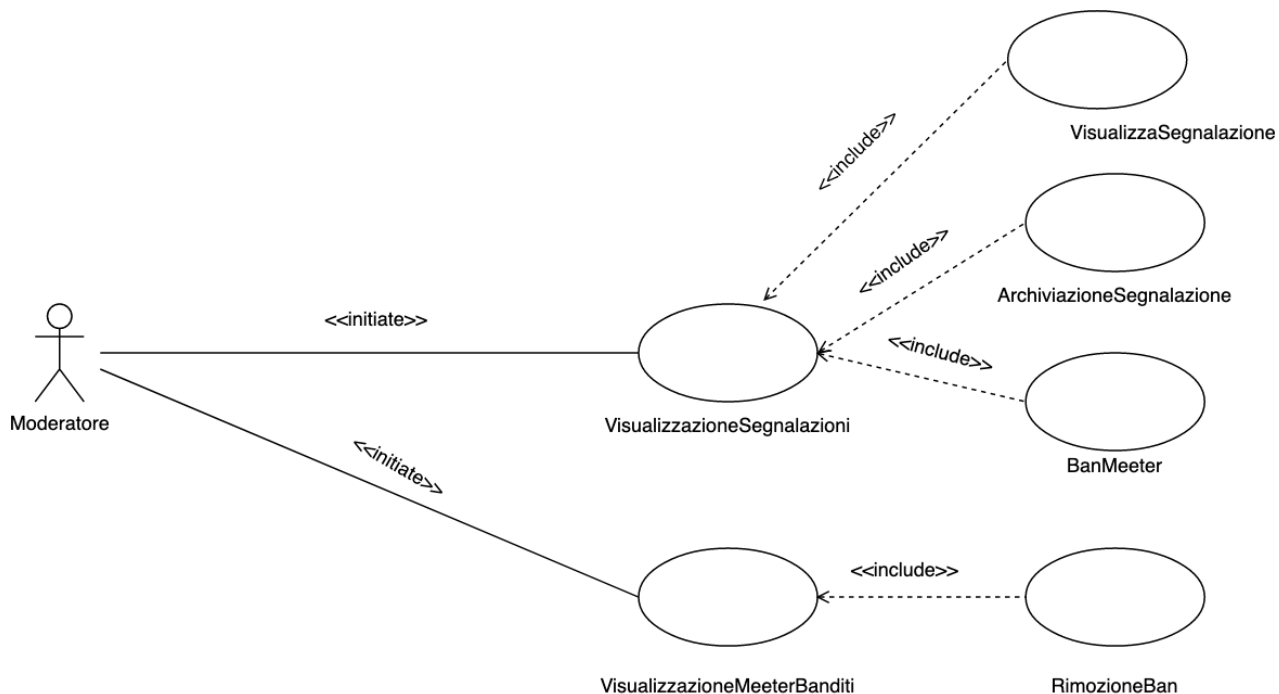 <<include>>
VisualizzaSegnalazione
<<include>>
ArchiviazioneSegnalazione
<<initiate>>
<<include>>
Moderatore
VisualizzazioneSegnalazioni
BanMeeter
<<initiate>>
<<include>>
VisualizzazioneMeeterBanditi
RimozioneBan